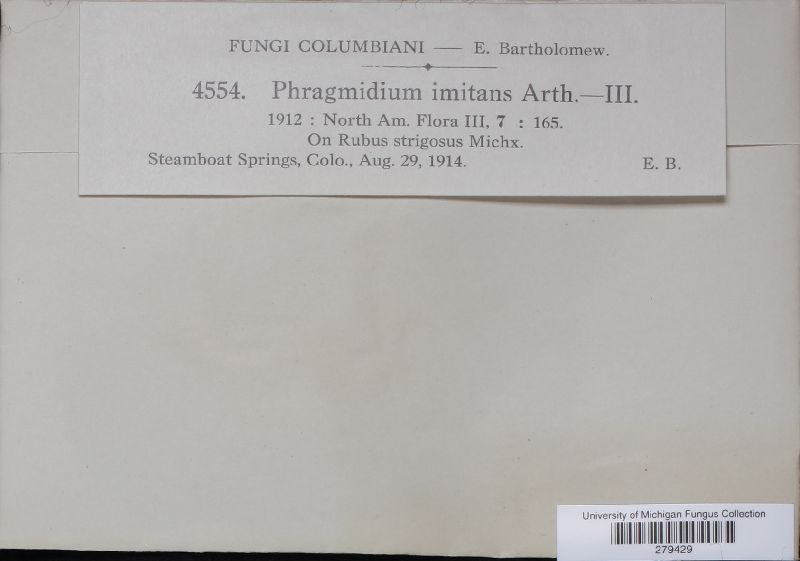 FUNGI COLUMBIANI — E. Bartholomew.
4554. Phragmidium imitans Arth.—III.
1912 : North Am. Flora III, 7 : 165.
On Rubus strigosus Michx.
Steamboat Springs, Colo., Aug. 29, 1914. E. B.
University of Michigan Fungus Collection
279429